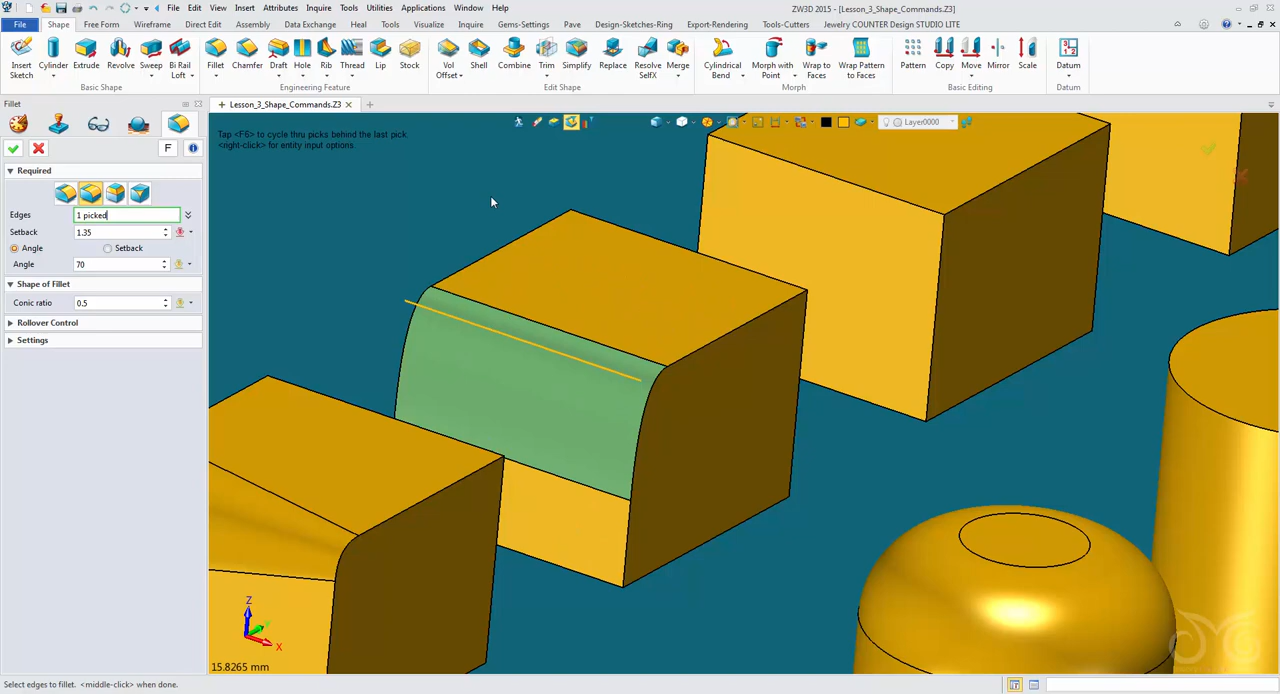 File Edit View Insert Attributes Inquire Tools Utilities Applications Window Help ZW3D 2015 - [Lesson_3_Shape_Commands.Z3]
File Shape Free Form Wireframe Direct Edit Assembly Heal Tools Visualize Inquire Gems-Settings Pave Design-Sketches-Ring Export-Rendering Tools-Cutters Jewelry COUNTER Design STUDIO LITE
Insert Sketch Cylinder Extrude Revolve Sweep Bi Rail Loft Fillet Chamfer Draft Hole Rib Thread Lip Stock Vol Offset Shell Combine Trim Simplify Replace Resolve SelfX Merge Cylindrical Bend Morph with Point Wrap to Faces Wrap Pattern to Faces Pattern Copy Move Mirror Scale Datum
Basic Shape Engineering Feature Edit Shape Morph Basic Editing Datum
Fillet
Lesson_3_Shape_Commands.Z3
Layer0000
Tap <F6> to cycle thru picks behind the last pick.
<right-click> for entity input options.
F
Required
Edges 1 picked
Setback 1.35
Angle Setback
Angle 70
Shape of Fillet
Conic ratio 0.5
Rollover Control
Settings
Z
X
15.8265 mm
Select edges to fillet. <middle-click> when done.